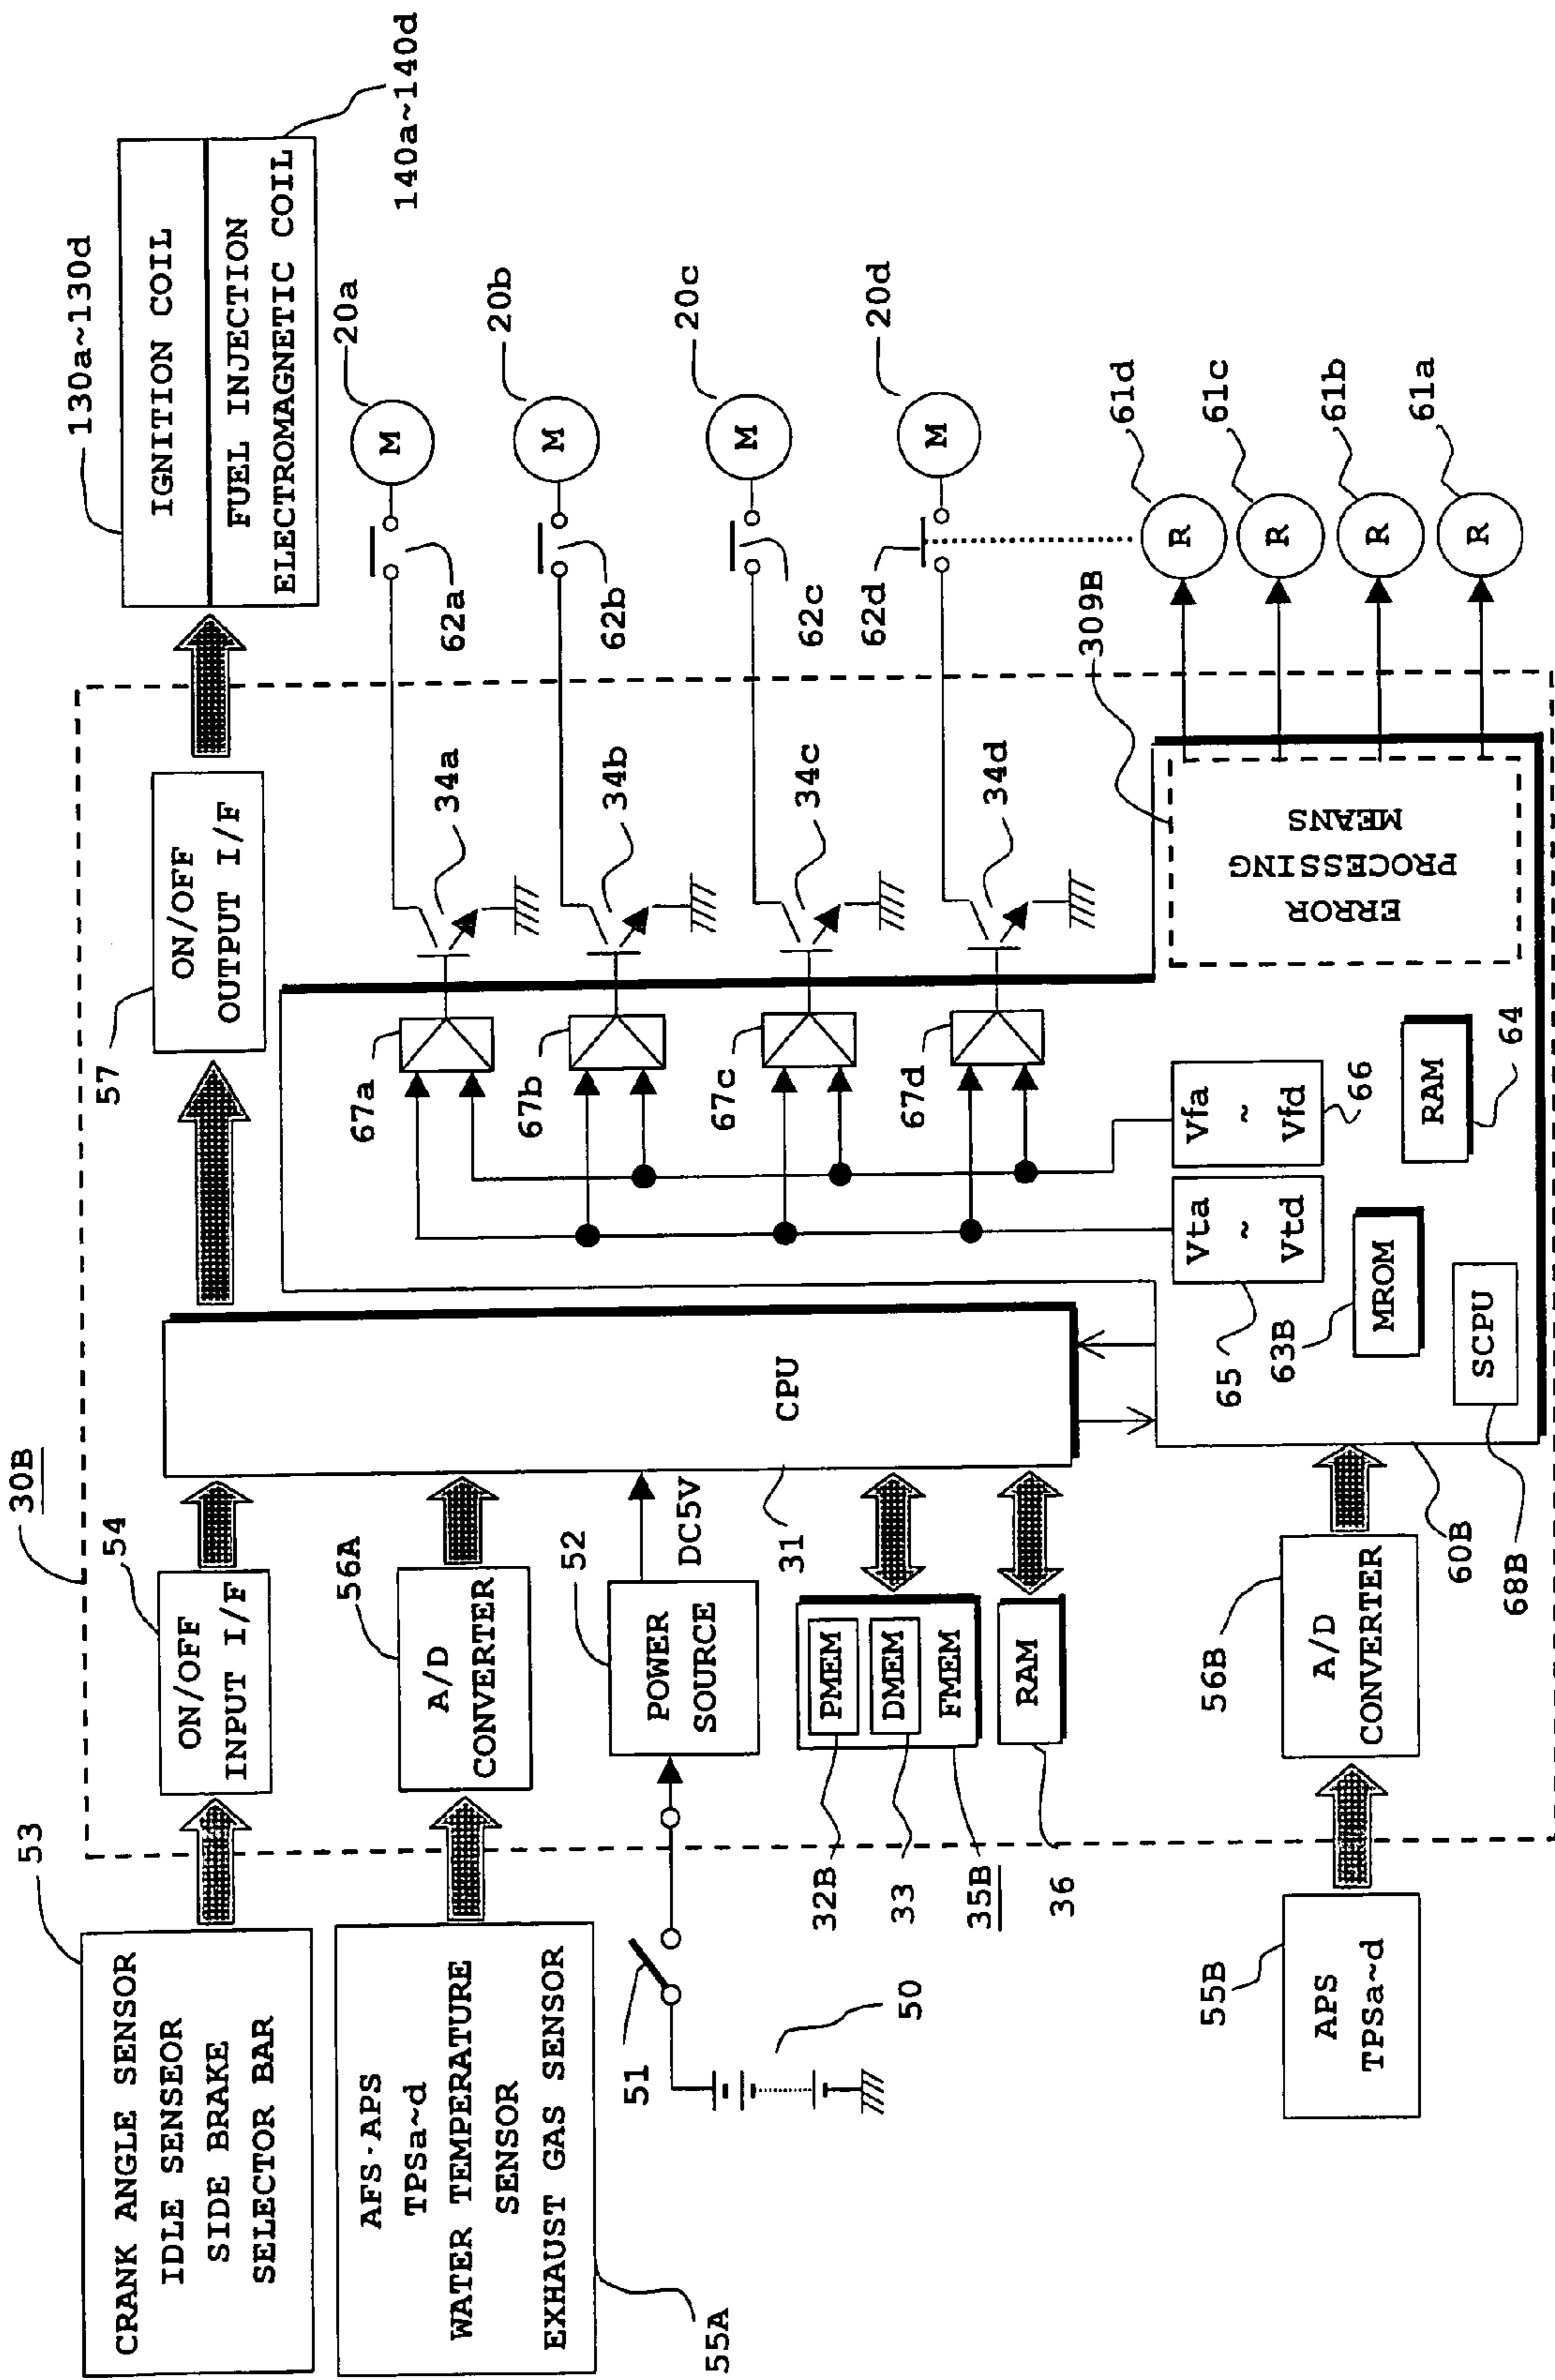 30B
53
CRANK ANGLE SENSOR
IDLE SENSEOR
SIDE BRAKE
SELECTOR BAR
54
ON/OFF
INPUT I/F
57
ON/OFF
OUTPUT I/F
130a~130d
IGNITION COIL
FUEL INJECTION
ELECTROMAGNETIC COIL
140a~140d
AFS·APS
TPSa~d
WATER TEMPERATURE
SENSOR
EXHAUST GAS SENSOR
55A
56A
A/D
CONVERTER
CPU
31
51
50
52
POWER
SOURCE
DC5V
PMEM
DMEM
FMEM
32B
33
35B
RAM
36
67a
67b
67c
67d
34a
34b
34c
34d
62a
62b
62c
62d
M
20a
M
20b
M
20c
M
20d
55B
APS
TPSa~d
56B
A/D
CONVERTER
60B
Vta
~
Vtd
65
Vfa
~
Vfd
66
MROM
63B
RAM
64
SCPU
68B
309B
ERROR
PROCESSING
MEANS
R
61d
R
61c
R
61b
R
61a